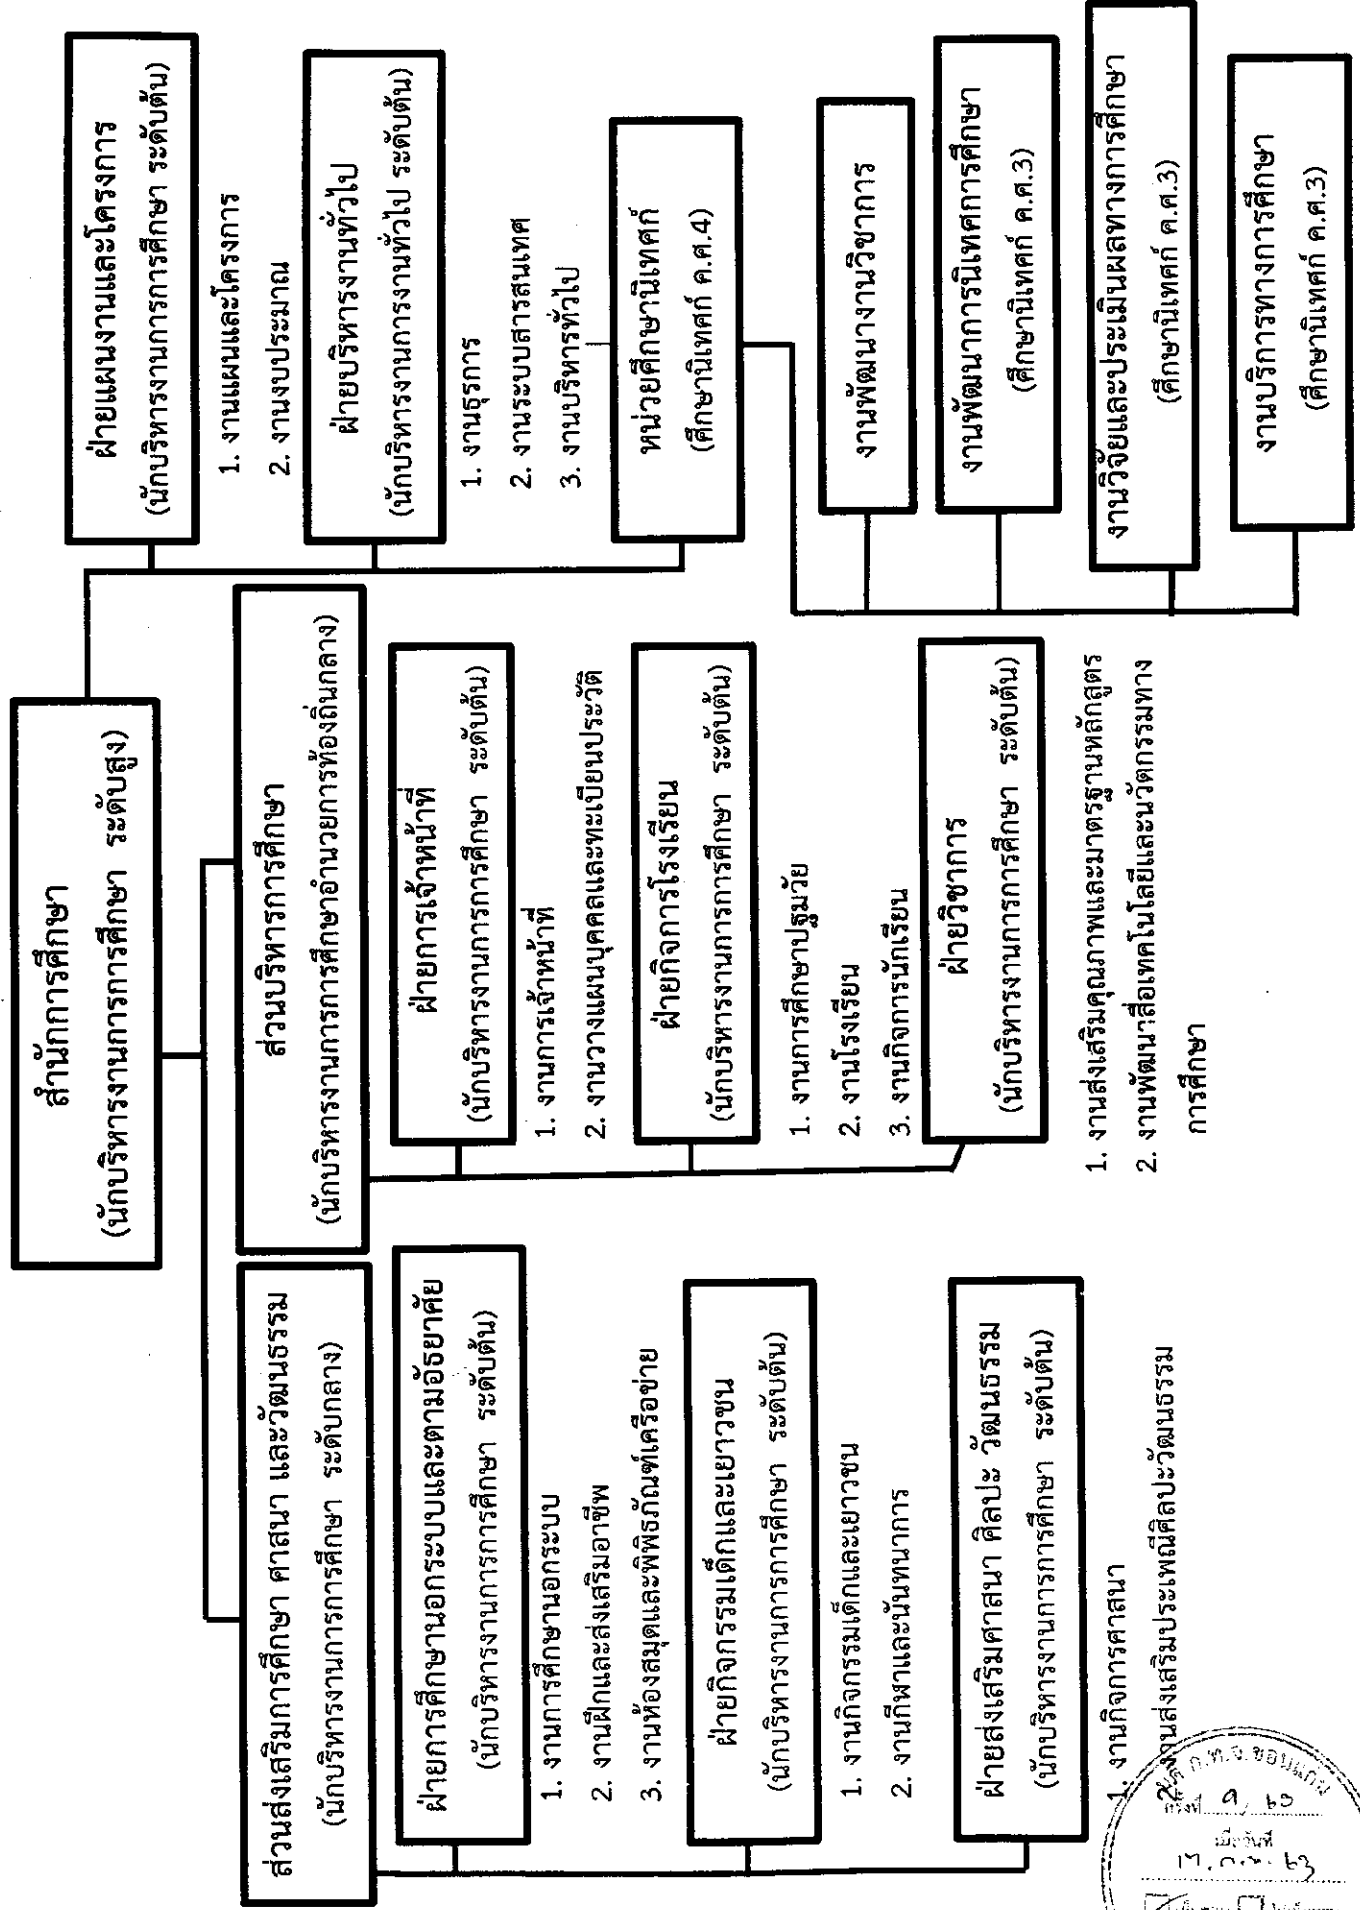 สำนักการศึกษา
(นักบริหารงานการศึกษา ระดับสูง)
ส่วนส่งเสริมการศึกษา ศาสนา และวัฒนธรรม
(นักบริหารงานการศึกษา ระดับกลาง)
ฝ่ายการศึกษานอกระบบและตามอัธยาศัย
(นักบริหารงานการศึกษา ระดับต้น)
1. งานการศึกษานอกระบบ
2. งานฝึกและส่งเสริมอาชีพ
3. งานห้องสมุดและพิพิธภัณฑ์เครือข่าย
ฝ่ายกิจกรรมเด็กและเยาวชน
(นักบริหารงานการศึกษา ระดับต้น)
1. งานกิจกรรมเด็กและเยาวชน
2. งานกีฬาและนันทนาการ
ฝ่ายส่งเสริมศาสนา ศิลปะ วัฒนธรรม
(นักบริหารงานการศึกษา ระดับต้น)
1. งานกิจการศาสนา
2. งานส่งเสริมประเพณีศิลปะวัฒนธรรม
ส่วนบริหารการศึกษา
(นักบริหารงานการศึกษาอำนวยการท้องถิ่นกลาง)
ฝ่ายการเจ้าหน้าที่
(นักบริหารงานการศึกษา ระดับต้น)
1. งานการเจ้าหน้าที่
2. งานวางแผนบุคคลและทะเบียนประวัติ
ฝ่ายกิจการโรงเรียน
(นักบริหารงานการศึกษา ระดับต้น)
1. งานการศึกษาปฐมวัย
2. งานโรงเรียน
3. งานกิจการนักเรียน
ฝ่ายวิชาการ
(นักบริหารงานการศึกษา ระดับต้น)
1. งานส่งเสริมคุณภาพและมาตรฐานหลักสูตร
2. งานพัฒนาสื่อเทคโนโลยีและนวัตกรรมทาง
การศึกษา
ฝ่ายแผนงานและโครงการ
(นักบริหารงานการศึกษา ระดับต้น)
1. งานแผนและโครงการ
2. งานงบประมาณ
ฝ่ายบริหารงานทั่วไป
(นักบริหารงานการงานทั่วไป ระดับต้น)
1. งานธุรการ
2. งานระบบสารสนเทศ
3. งานบริหารทั่วไป
หน่วยศึกษานิเทศก์
(ศึกษานิเทศก์ ค.ศ.4)
งานพัฒนางานวิชาการ
งานพัฒนาการนิเทศการศึกษา
(ศึกษานิเทศก์ ค.ศ.3)
งานวิจัยและประเมินผลทางการศึกษา
(ศึกษานิเทศก์ ค.ศ.3)
งานบริการทางการศึกษา
(ศึกษานิเทศก์ ค.ศ.3)
ก.ท.จ.ขอนแก่น
ครั้งที่
เมื่อวันที่